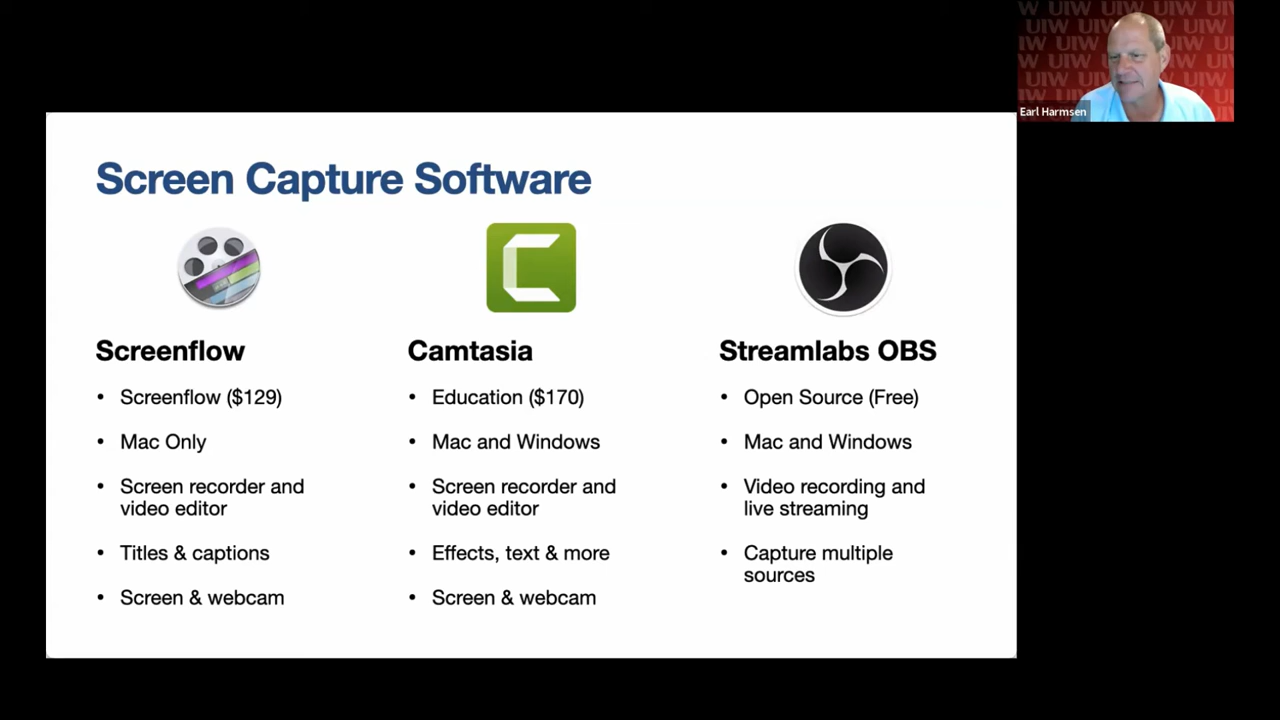 UIW UIW UIW
Earl Harmsen
Screen Capture Software
Screenflow
• Screenflow ($129)
• Mac Only
• Screen recorder and
video editor
• Titles & captions
• Screen & webcam
Camtasia
• Education ($170)
• Mac and Windows
• Screen recorder and
video editor
• Effects, text & more
• Screen & webcam
Streamlabs OBS
• Open Source (Free)
• Mac and Windows
• Video recording and
live streaming
• Capture multiple
sources